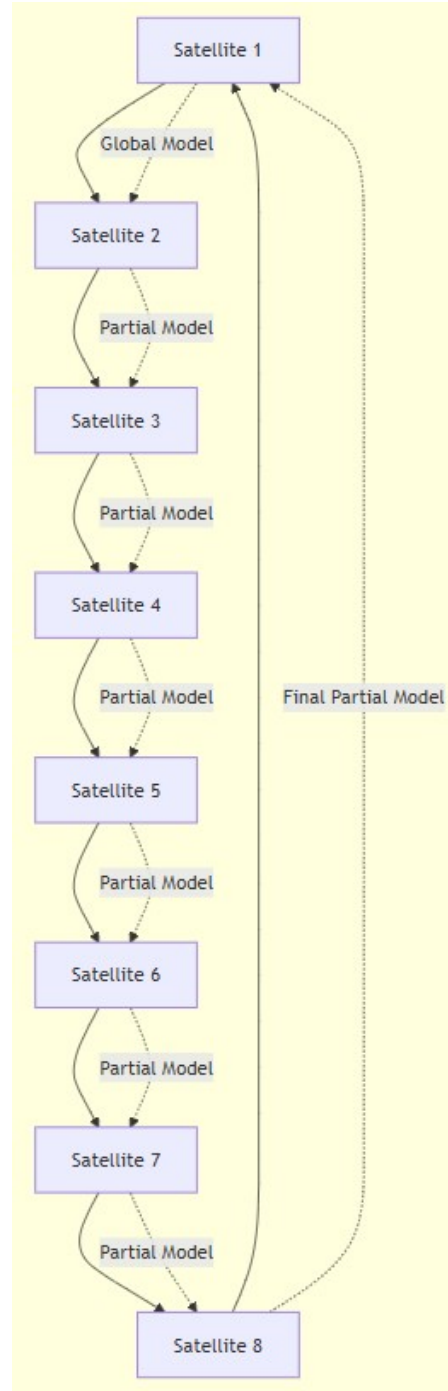 Satellite 1
Global Model
Satellite 2
Partial Model
Satellite 3
Partial Model
Satellite 4
Partial Model
Final Partial Model
Satellite 5
Partial Model
Satellite 6
Partial Model
Satellite 7
Partial Model
Satellite 8